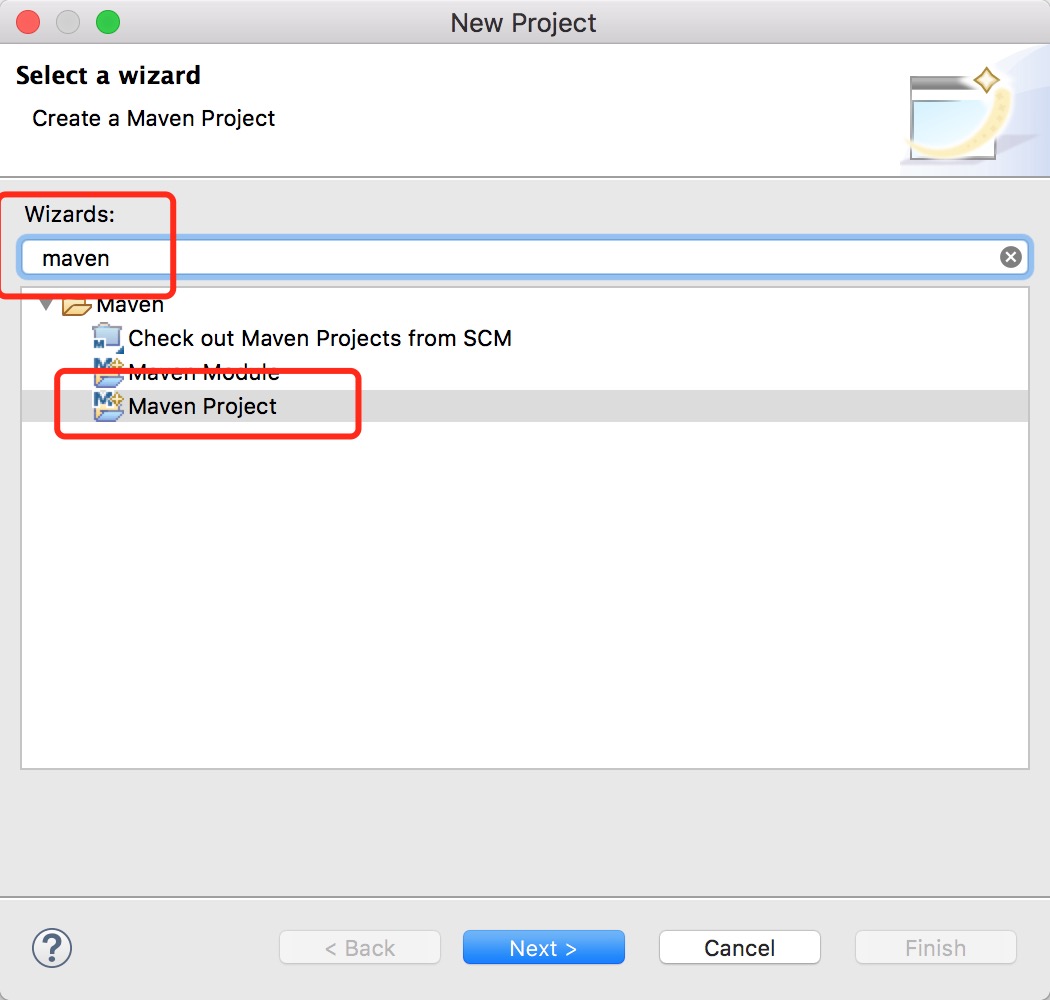 New Project
Select a wizard
Create a Maven Project
Wizards:
maven
Maven
Check out Maven Projects from SCM
Maven Module
Maven Project
?
< Back
Next >
Cancel
Finish